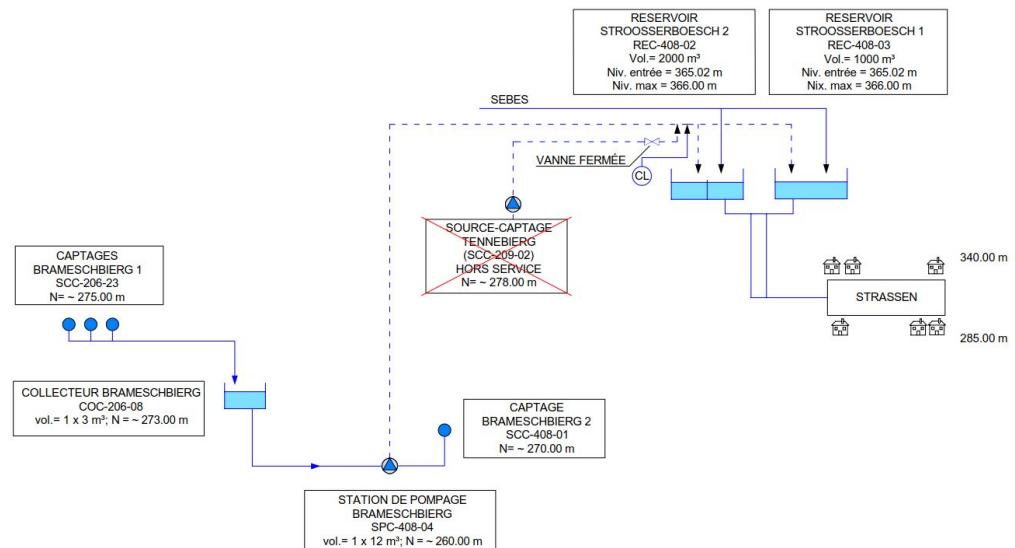 RESERVOIR
STROOSSERBOESCH 2
REC-408-02
Vol.= 2000 m³
Niv. entrée = 365.02 m
Niv. max = 366.00 m
RESERVOIR
STROOSSERBOESCH 1
REC-408-03
Vol.= 1000 m³
Niv. entrée = 365.02 m
Nix. max = 366.00 m
SEBES
VANNE FERMÉE
CL
SOURCE-CAPTAGE
TENNEBIERG
(SCC-209-02)
HORS SERVICE
N= ~ 278.00 m
CAPTAGES
BRAMESCHBIERG 1
SCC-206-23
N= ~ 275.00 m
340.00 m
STRASSEN
285.00 m
COLLECTEUR BRAMESCHBIERG
COC-206-08
vol.= 1 x 3 m³; N = ~ 273.00 m
CAPTAGE
BRAMESCHBIERG 2
SCC-408-01
N= ~ 270.00 m
STATION DE POMPAGE
BRAMESCHBIERG
SPC-408-04
vol.= 1 x 12 m³; N = ~ 260.00 m